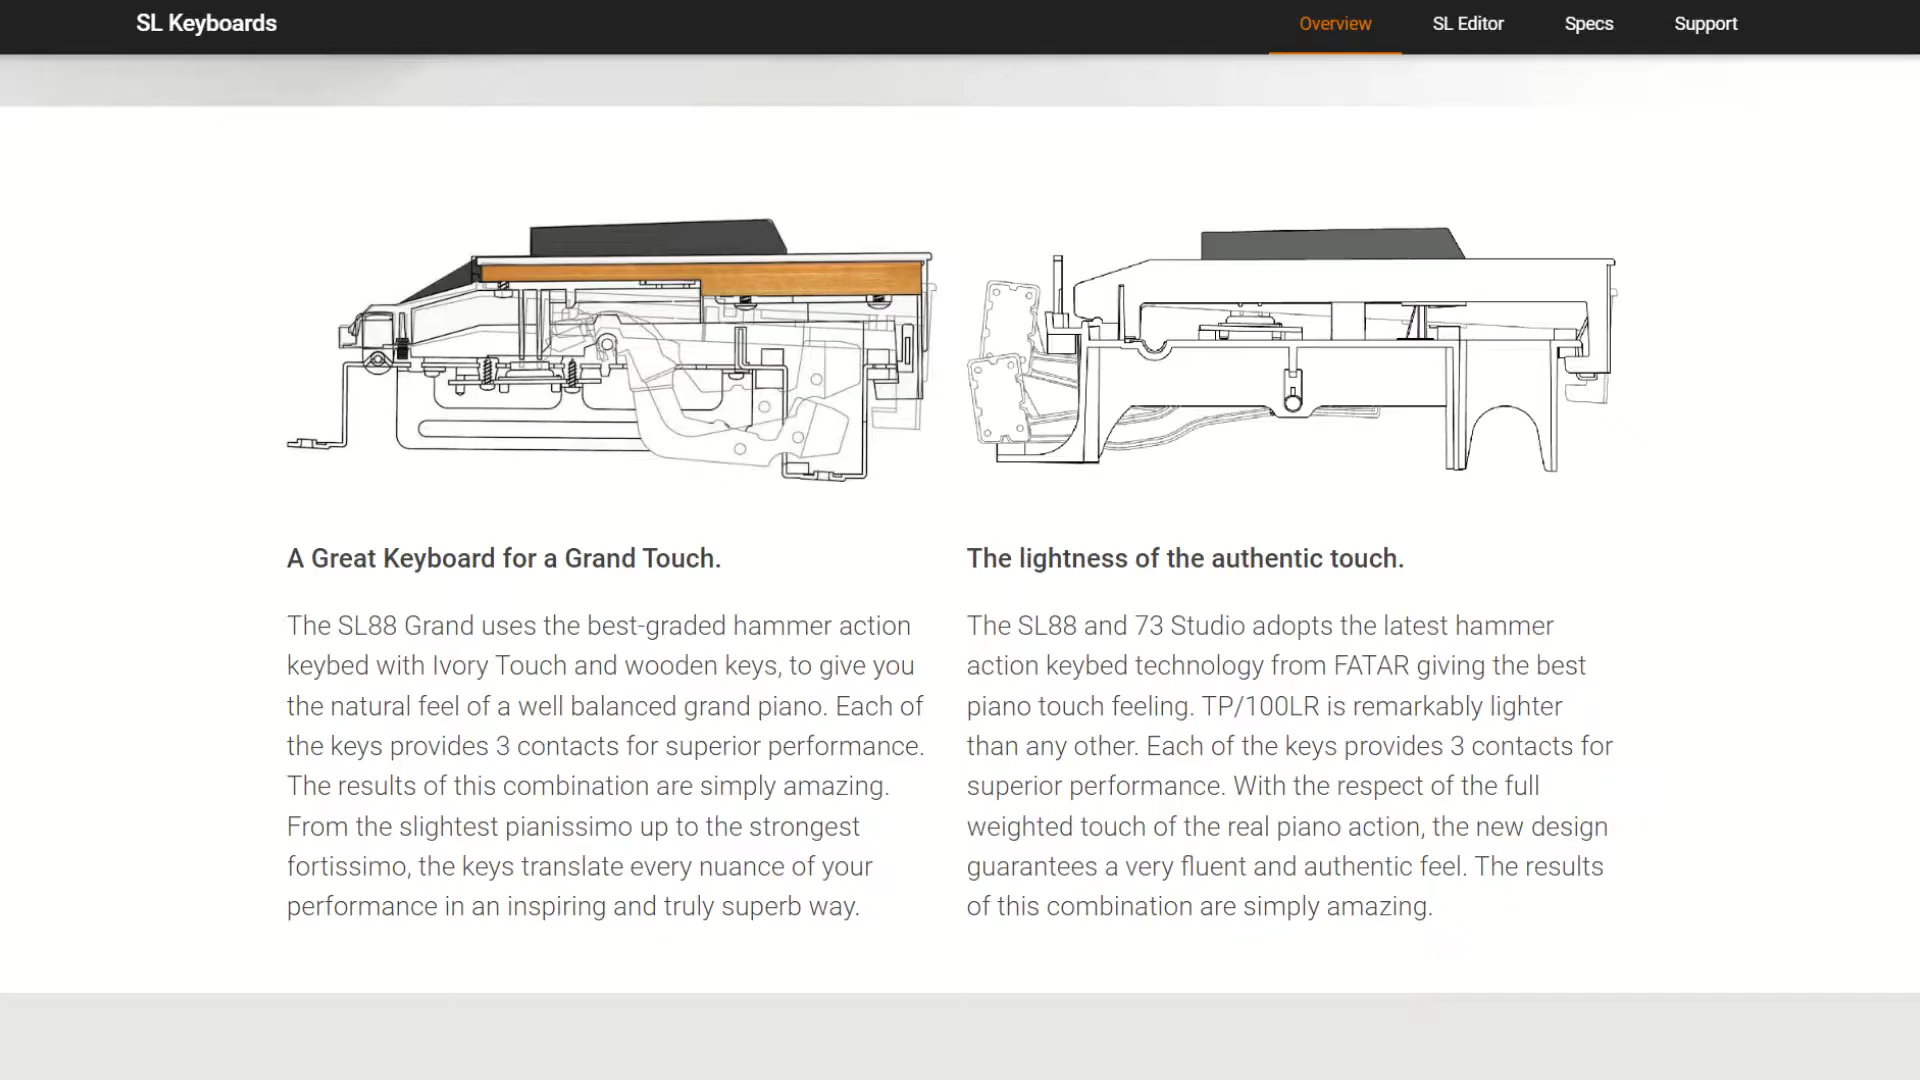 SL Keyboards
Overview
SL Editor
Specs
Support
A Great Keyboard for a Grand Touch.
The SL88 Grand uses the best-graded hammer action
keybed with Ivory Touch and wooden keys, to give you
the natural feel of a well balanced grand piano. Each of
the keys provides 3 contacts for superior performance.
The results of this combination are simply amazing.
From the slightest pianissimo up to the strongest
fortissimo, the keys translate every nuance of your
performance in an inspiring and truly superb way.
The lightness of the authentic touch.
The SL88 and 73 Studio adopts the latest hammer
action keybed technology from FATAR giving the best
piano touch feeling. TP/100LR is remarkably lighter
than any other. Each of the keys provides 3 contacts for
superior performance. With the respect of the full
weighted touch of the real piano action, the new design
guarantees a very fluent and authentic feel. The results
of this combination are simply amazing.